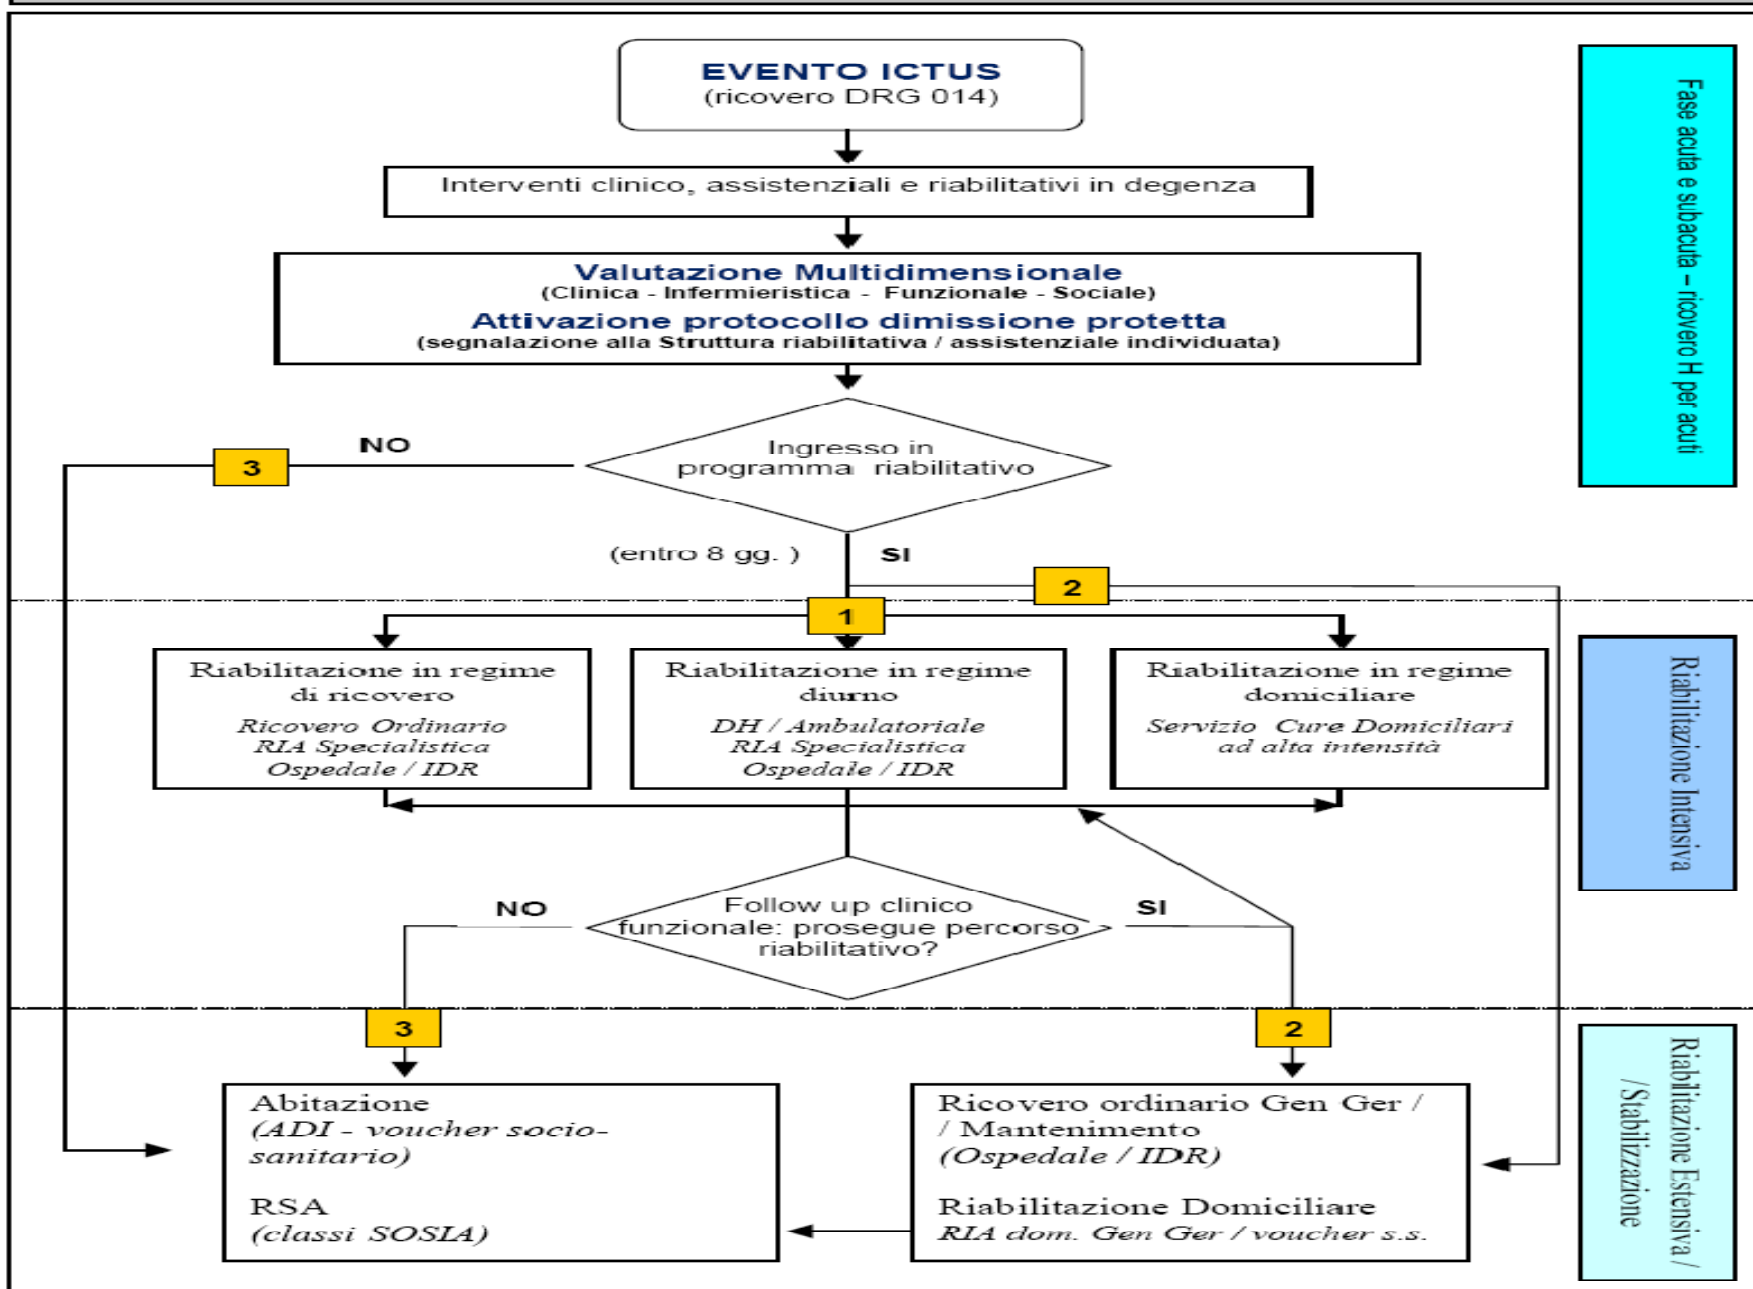 EVENTO ICTUS
(ricovero DRG 014)
Interventi clinico, assistenziali e riabilitativi in degenza
Valutazione Multidimensionale
(Clinica - Infermieristica - Funzionale - Sociale)
Attivazione protocollo dimissione protetta
(segnalazione alla Struttura riabilitativa / assistenziale individuata)
Fase acuta e subacuta – ricovero H per acuti
NO
3
Ingresso in
programma riabilitativo
(entro 8 gg. )
SI
2
1
Riabilitazione in regime
di ricovero
Ricovero Ordinario
RIA Specialistica
Ospedale / IDR
Riabilitazione in regime
diurno
DH / Ambulatoriale
RIA Specialistica
Ospedale / IDR
Riabilitazione in regime
domiciliare
Servizio Cure Domiciliari
ad alta intensità
Riabilitazione Intensiva
NO
Follow up clinico
funzionale: prosegue percorso
riabilitativo?
SI
3
2
Abitazione
(ADI - voucher socio-
sanitario)
RSA
(classi SOSIA)
Ricovero ordinario Gen Ger /
/ Mantenimento
(Ospedale / IDR)
Riabilitazione Domiciliare
RIA dom. Gen Ger / voucher s.s.
Riabilitazione Estensiva /
/Stabilizzazione